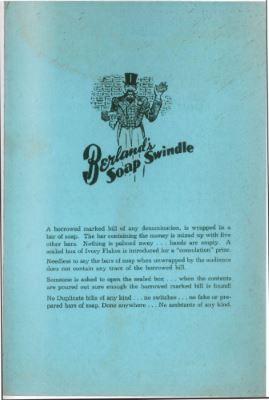 Berland's
Soap Swindle
A borrowed marked bill of any denomination, is wrapped in a
bar of soap. The bar containing the money is mixed up with five
other bars. Nothing is palmed away . . . hands are empty. A
sealed box of Ivory Flakes is introduced for a "consolation" prize.
Needless to say the bars of soap when unwrapped by the audience
does not contain any trace of the borrowed bill.
Someone is asked to open the sealed box . . . when the contents
are poured out sure enough the borrowed marked bill is found!
No Duplicate bills of any kind . . . no switches . . . no fake or pre-
pared bars of soap. Done anywhere . . . No assistants of any kind.